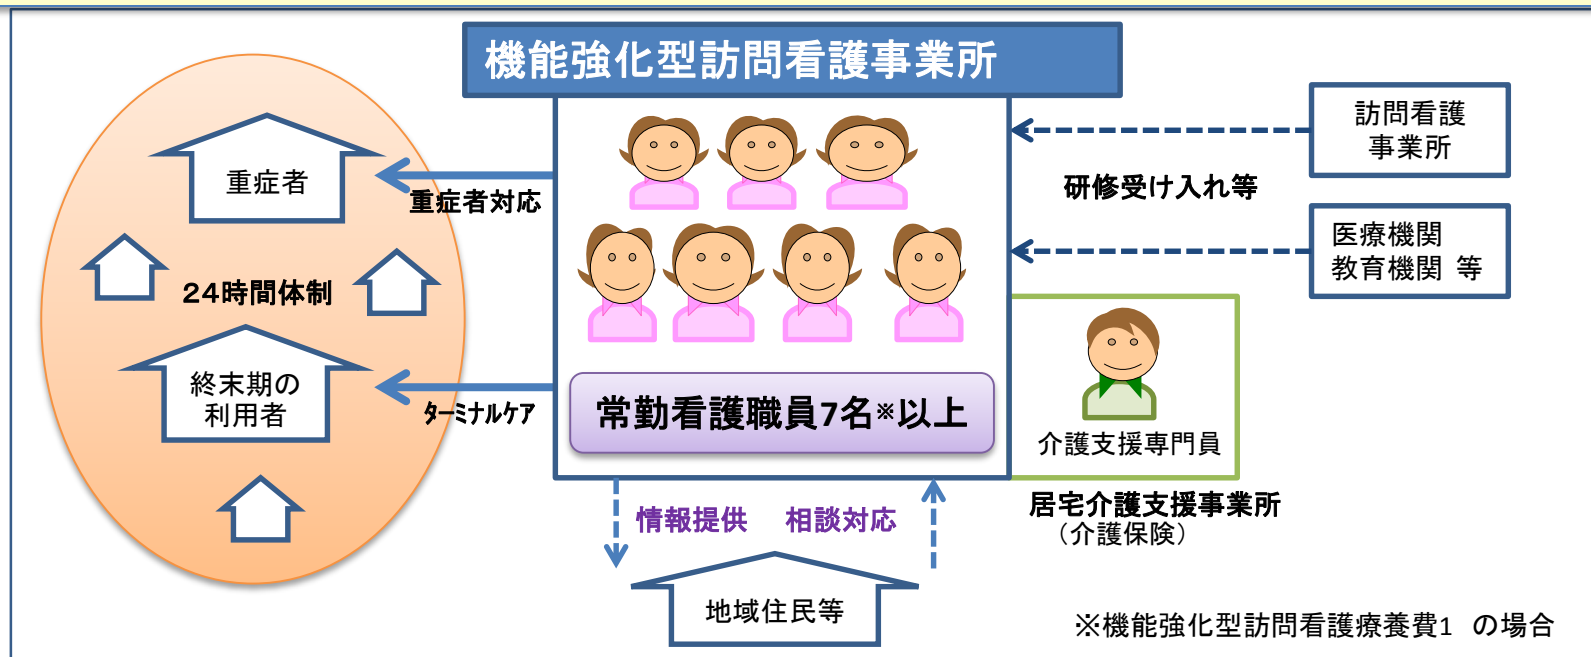 機能強化型訪問看護事業所
重症者
重症者対応
24時間体制
終末期の
利用者
ターミナルケア
常勤看護職員7名※以上
訪問看護
事業所
研修受け入れ等
医療機関
教育機関 等
介護支援専門員
居宅介護支援事業所
（介護保険）
情報提供 相談対応
地域住民等
※機能強化型訪問看護療養費1 の場合